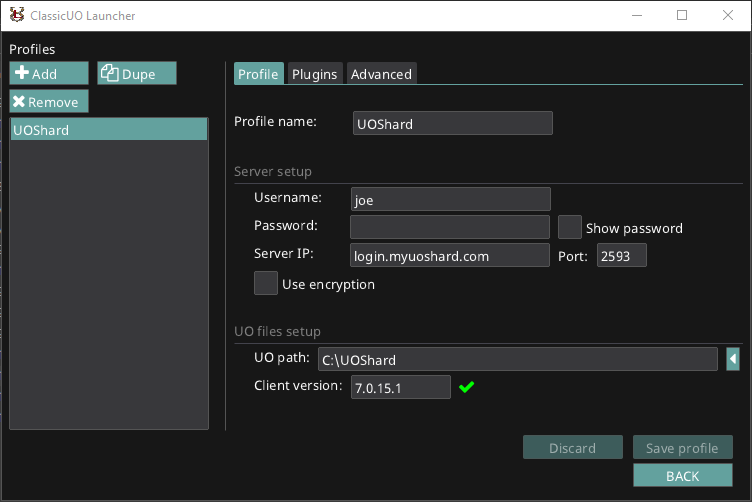 ClassicUO Launcher
Profiles
Add Dupe
Remove
UOShard
Profile Plugins Advanced
Profile name: UOShard
Server setup
Username: joe
Password: Show password
Server IP: login.myuoshard.com Port: 2593
Use encryption
UO files setup
UO path: C:\UOShard
Client version: 7.0.15.1
Discard Save profile
BACK